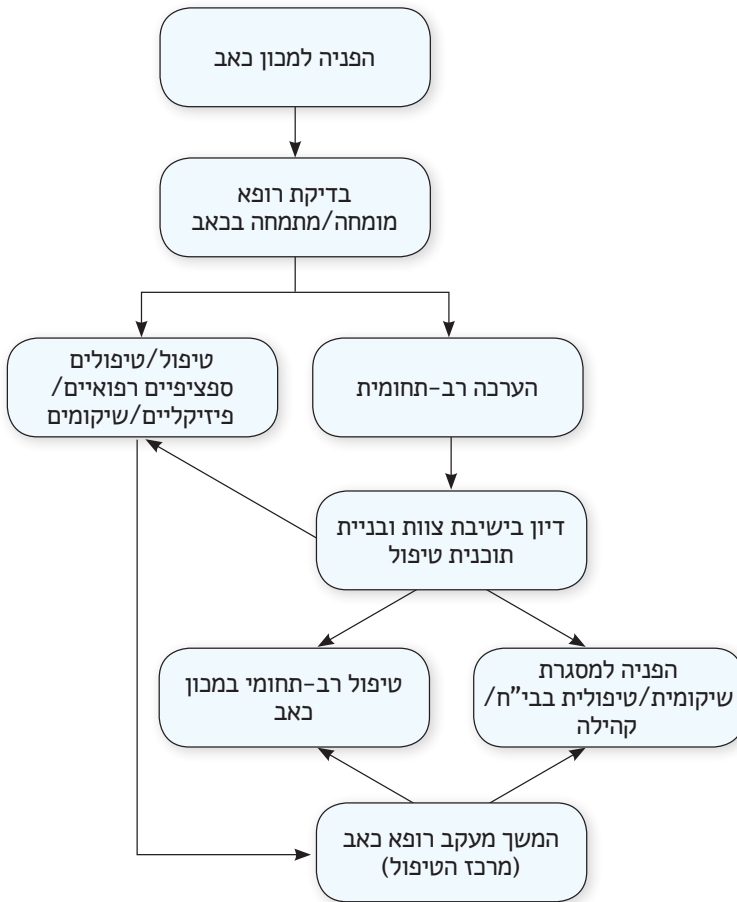 הפניה למכון כאב
בדיקת רופא
מומחה/מתמחה בכאב
טיפול/טיפולים
ספציפיים רפואיים/
פיזיקליים/שיקומים
הערכה רב-תחומית
דיון בישיבת צוות ובניית
תוכנית טיפול
הפניה למסגרת
שיקומית/טיפולית בבי"ח/
קהילה
טיפול רב-תחומי במכון
כאב
המשך מעקב רופא כאב
(מרכז הטיפול)